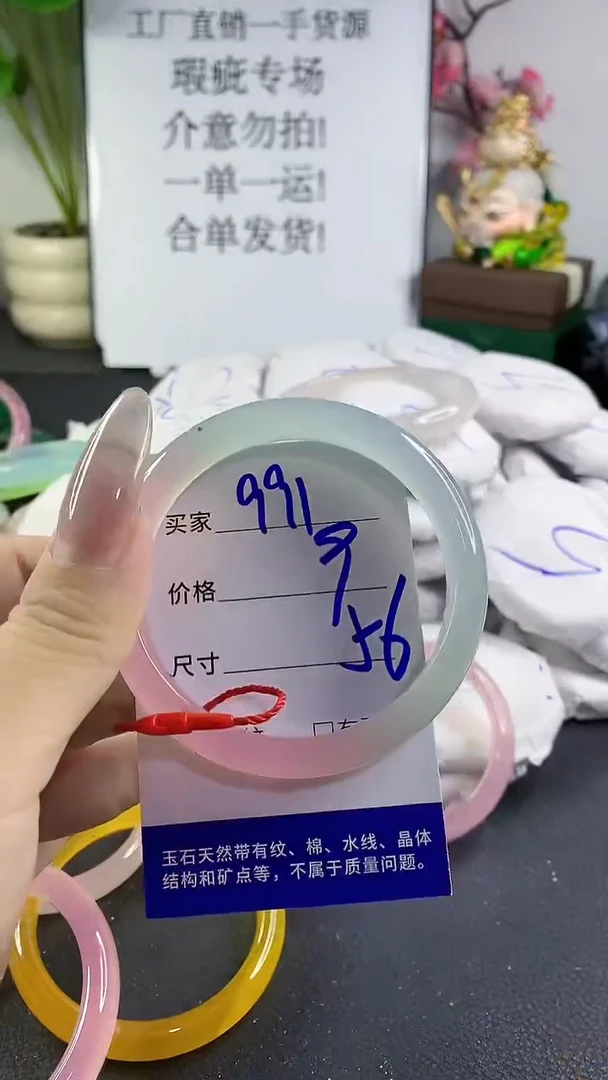 工厂直销一手货源
瑕疵专场
介意勿拍!
一单一运!
合单发货!
买家 991
价格 9
尺寸 56
玉石天然带有纹、棉、水线、晶体
结构和矿点等，不属于质量问题。